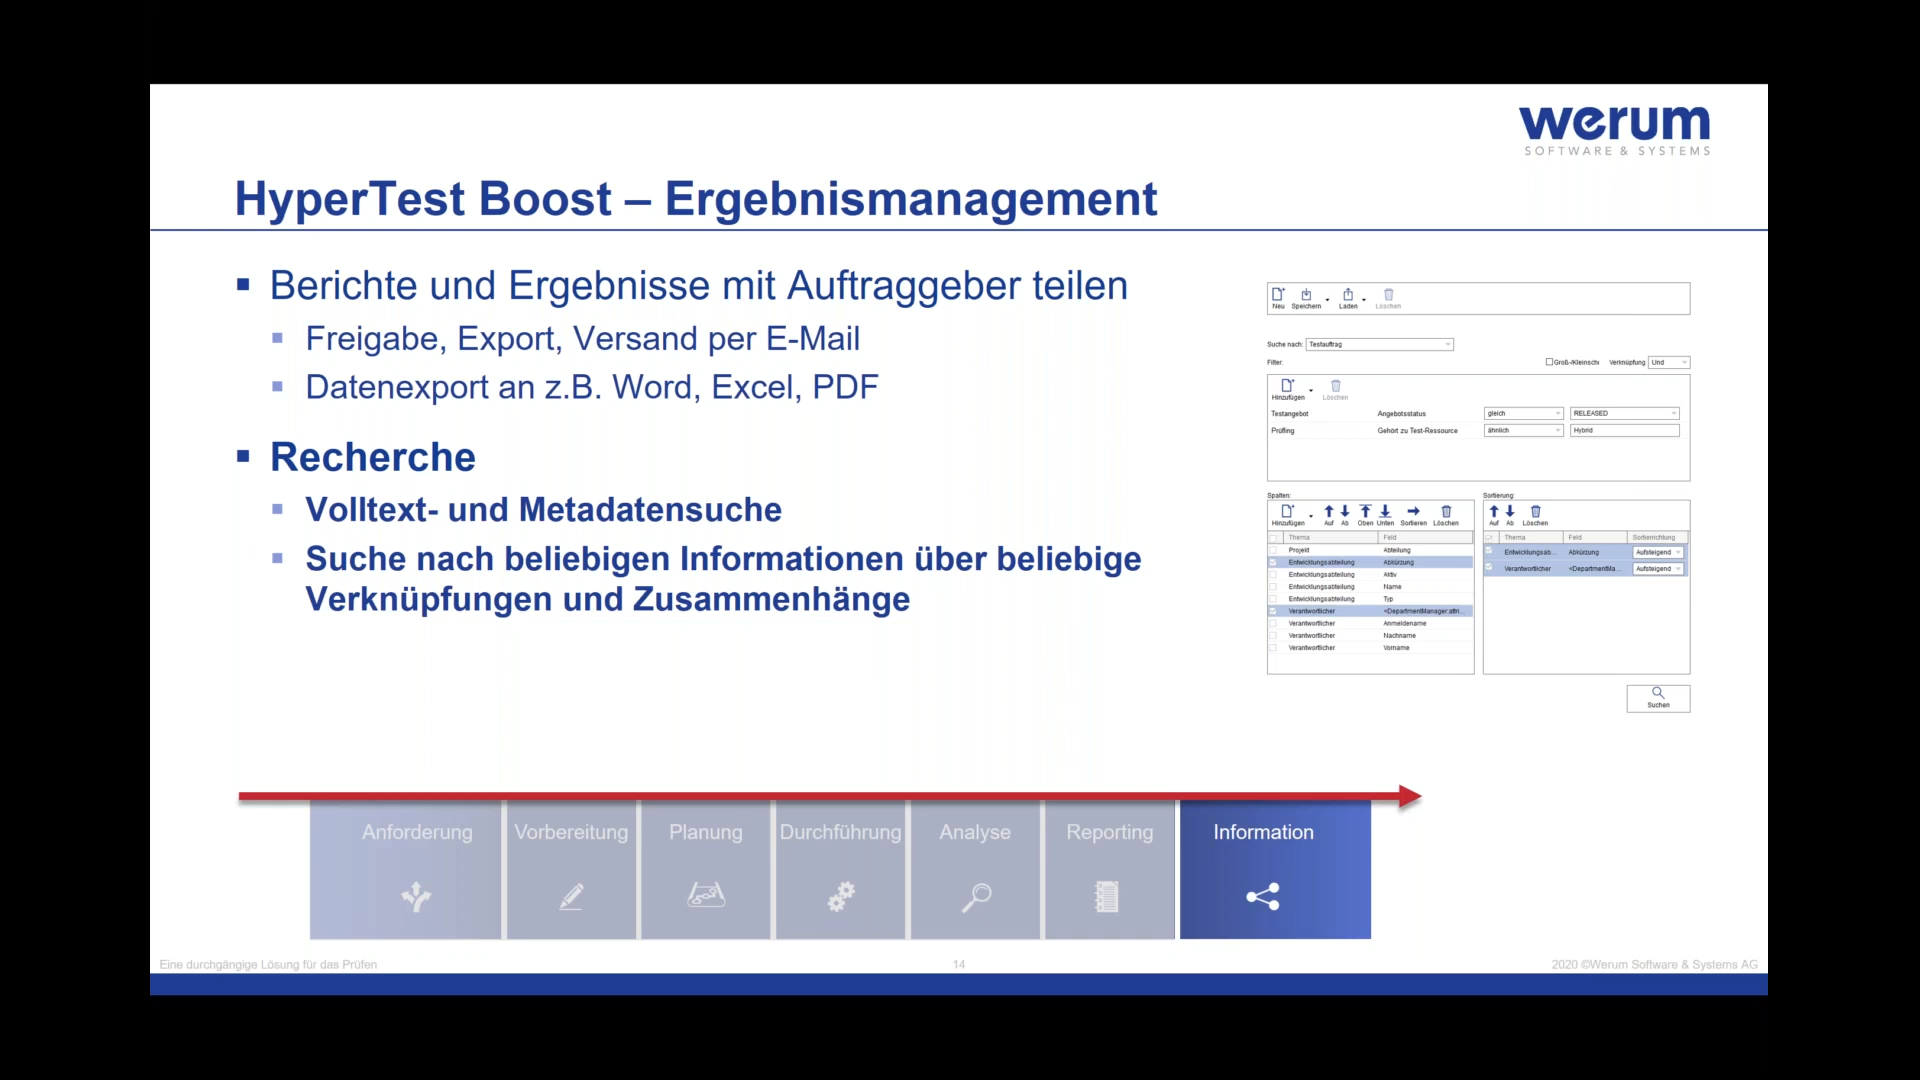 werum
SOFTWARE & SYSTEMS
HyperTest Boost – Ergebnismanagement
Berichte und Ergebnisse mit Auftraggeber teilen
Freigabe, Export, Versand per E-Mail
Datenexport an z.B. Word, Excel, PDF
Recherche
Volltext- und Metadatensuche
Suche nach beliebigen Informationen über beliebige
Verknüpfungen und Zusammenhänge
Neu Speichern Laden Löschen
Suche nach: Testauftrag
Filter: Groß-/Kleinschr Verknüpfung Und
Hinzufügen Löschen
Testangebot Angebotsstatus gleich RELEASED
Prüfling Gehört zu Test-Ressource ähnlich Hybrid
Spalten:
Hinzufügen Auf Ab Oben Unten Sortieren Löschen
Thema Feld
Projekt Abteilung
Entwicklungsabteilung Abkürzung
Entwicklungsabteilung Aktiv
Entwicklungsabteilung Name
Entwicklungsabteilung Typ
Verantwortlicher <DepartmentManager.attri...
Verantwortlicher Anmeldename
Verantwortlicher Nachname
Verantwortlicher Vorname
Sortierung:
Auf Ab Löschen
Thema Feld Sortierrichtung
Entwicklungsab... Abkürzung Aufsteigend
Verantwortlicher <DepartmentMa... Aufsteigend
Suchen
Anforderung Vorbereitung Planung Durchführung Analyse Reporting Information
Eine durchgängige Lösung für das Prüfen 14 2020 ©Werum Software & Systems AG